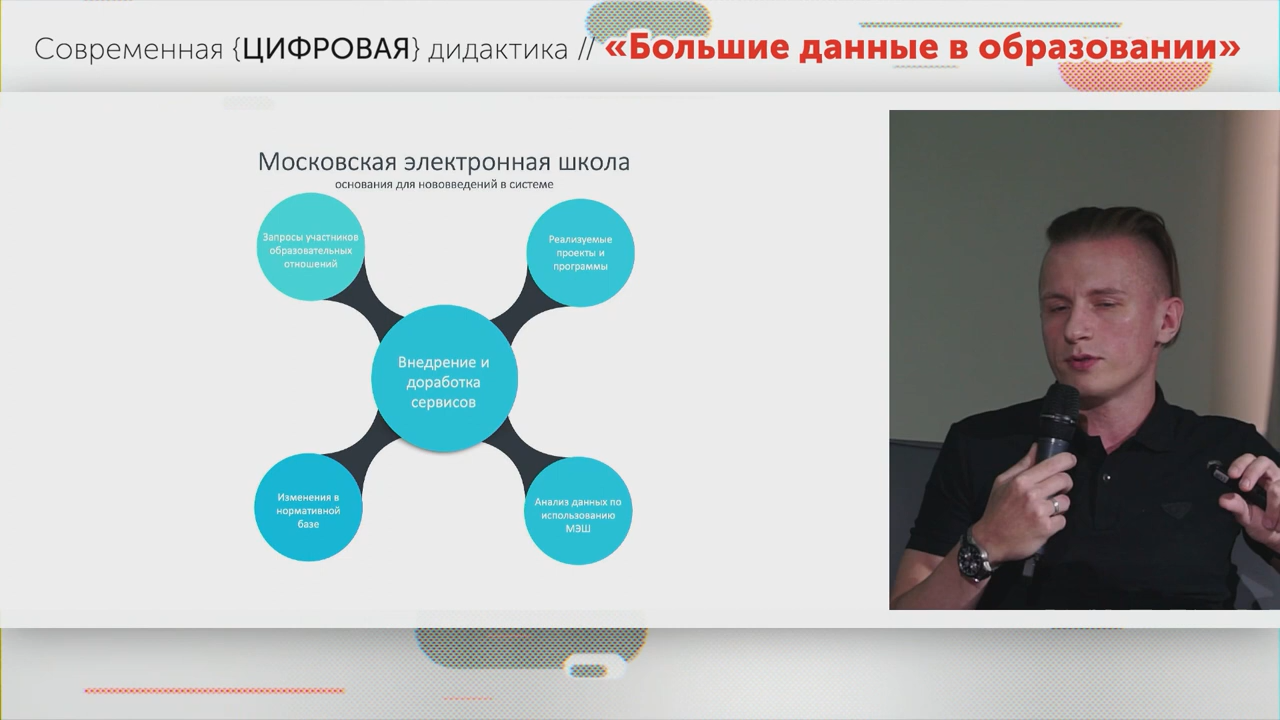 Современная {ЦИФРОВАЯ} дидактика // «Большие данные в образовании»
Московская электронная школа
основания для нововведений в системе
Запросы участников
образовательных
отношений
Реализуемые
проекты и
программы
Внедрение и
доработка
сервисов
Изменения в
нормативной
базе
Анализ данных по
использованию
МЭШ